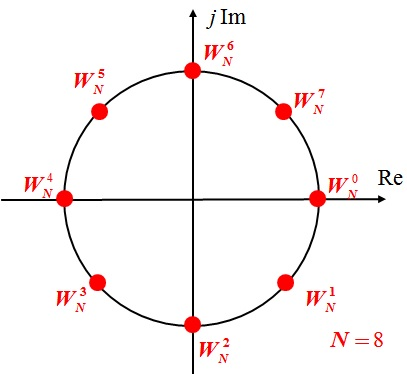 j Im
W_N^6
W_N^5
W_N^7
W_N^4
W_N^0
Re
W_N^3
W_N^1
W_N^2
N = 8